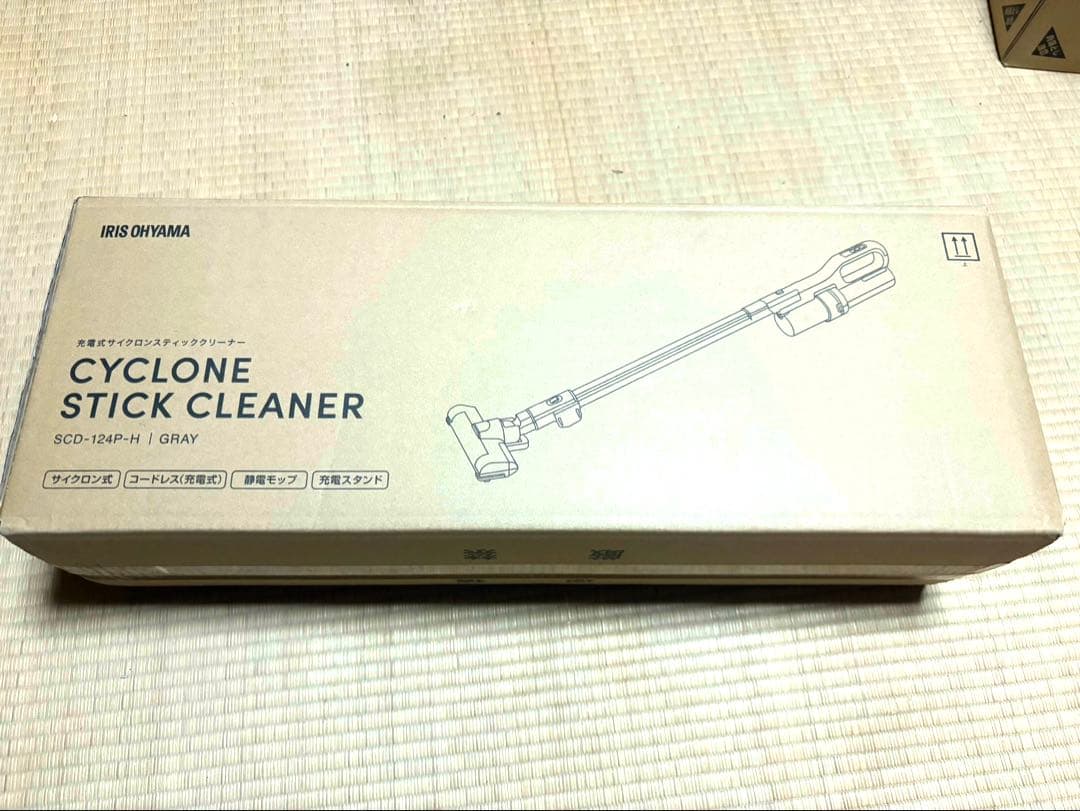 IRIS OHYAMA
充電式サイクロンスティッククリーナー
CYCLONE
STICK CLEANER
SCD-124P-H | GRAY
サイクロン式 コードレス(充電式) 静電モップ 充電スタンド